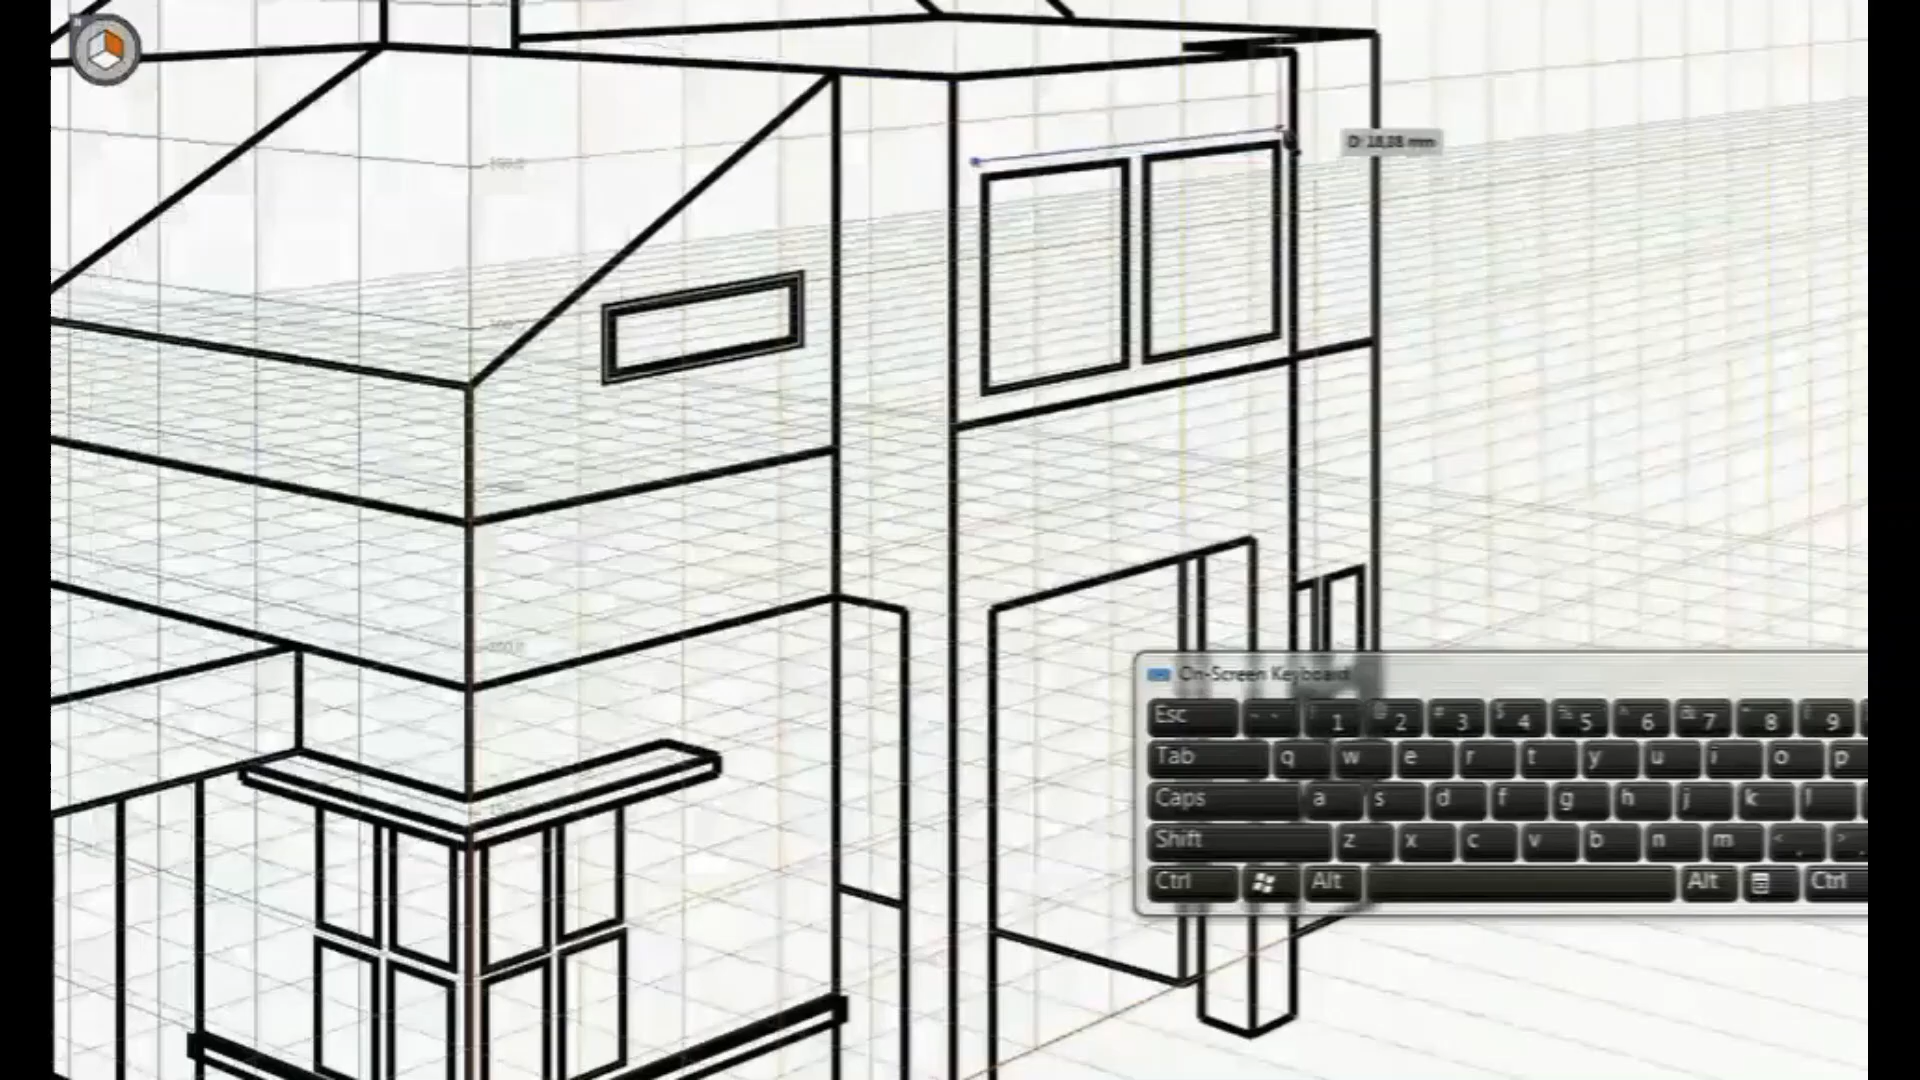 D: 18,88 mm
On-Screen Keyboard
Esc 1 2 3 4 5 6 7 8 9
Tab q w e r t y u i o p
Caps a s d f g h j k l
Shift z x c v b n m < , > .
Ctrl Alt Alt Ctrl